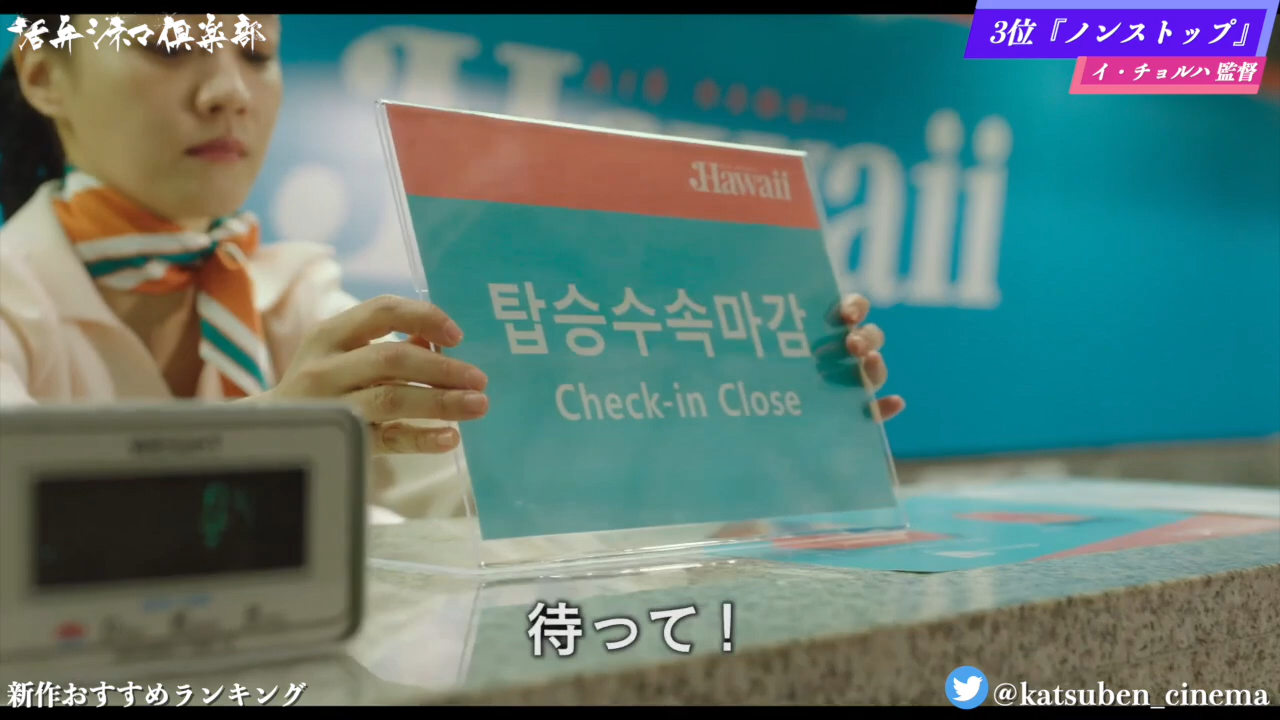 活弁シネマ倶楽部
3位『ノンストップ』
イ・チョルハ 監督
Hawaii
탑승수속마감
Check-in Close
待って！
新作おすすめランキング
@katsuben_cinema